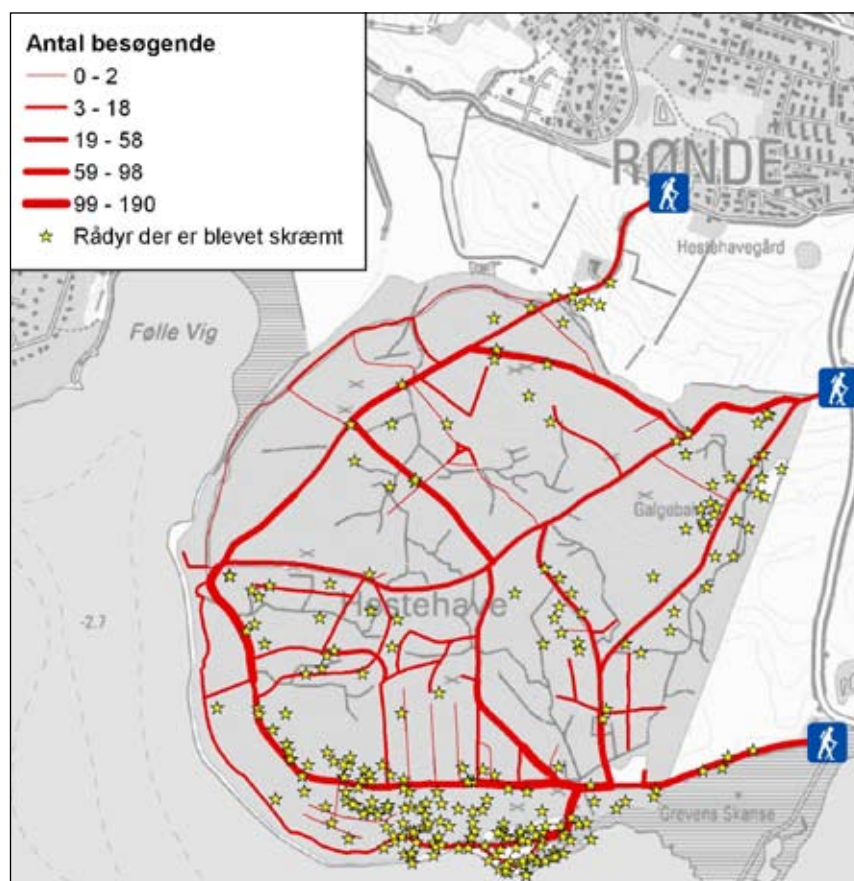 Antal besøgende
0 - 2
3 - 18
19 - 58
59 - 98
99 - 190
Rådyr der er blevet skræmt
RØNDE
Hestehavegård
Følle Vig
Hestehave
-2.7
Grevens Skanse